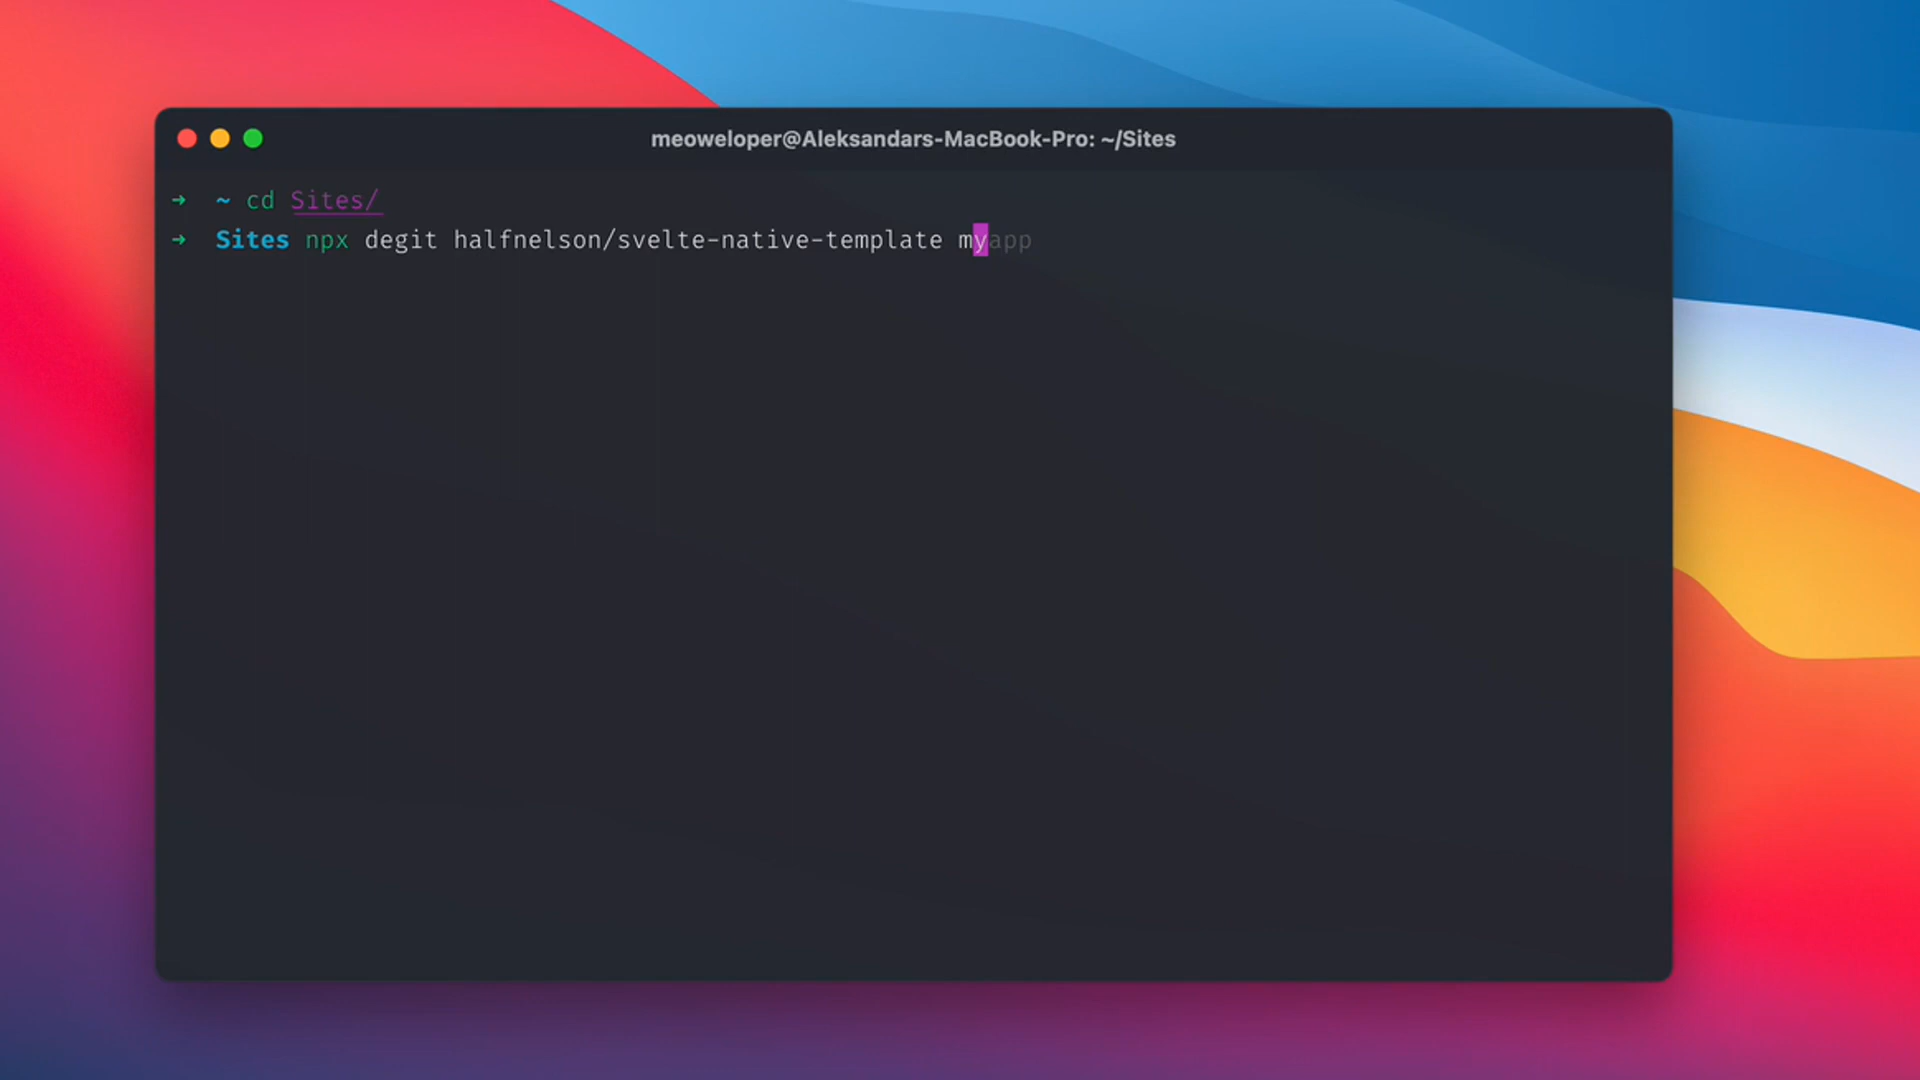 meoweloper@Aleksandars-MacBook-Pro: ~/Sites
➜ ~ cd Sites/
➜ Sites npx degit halfnelson/svelte-native-template myapp